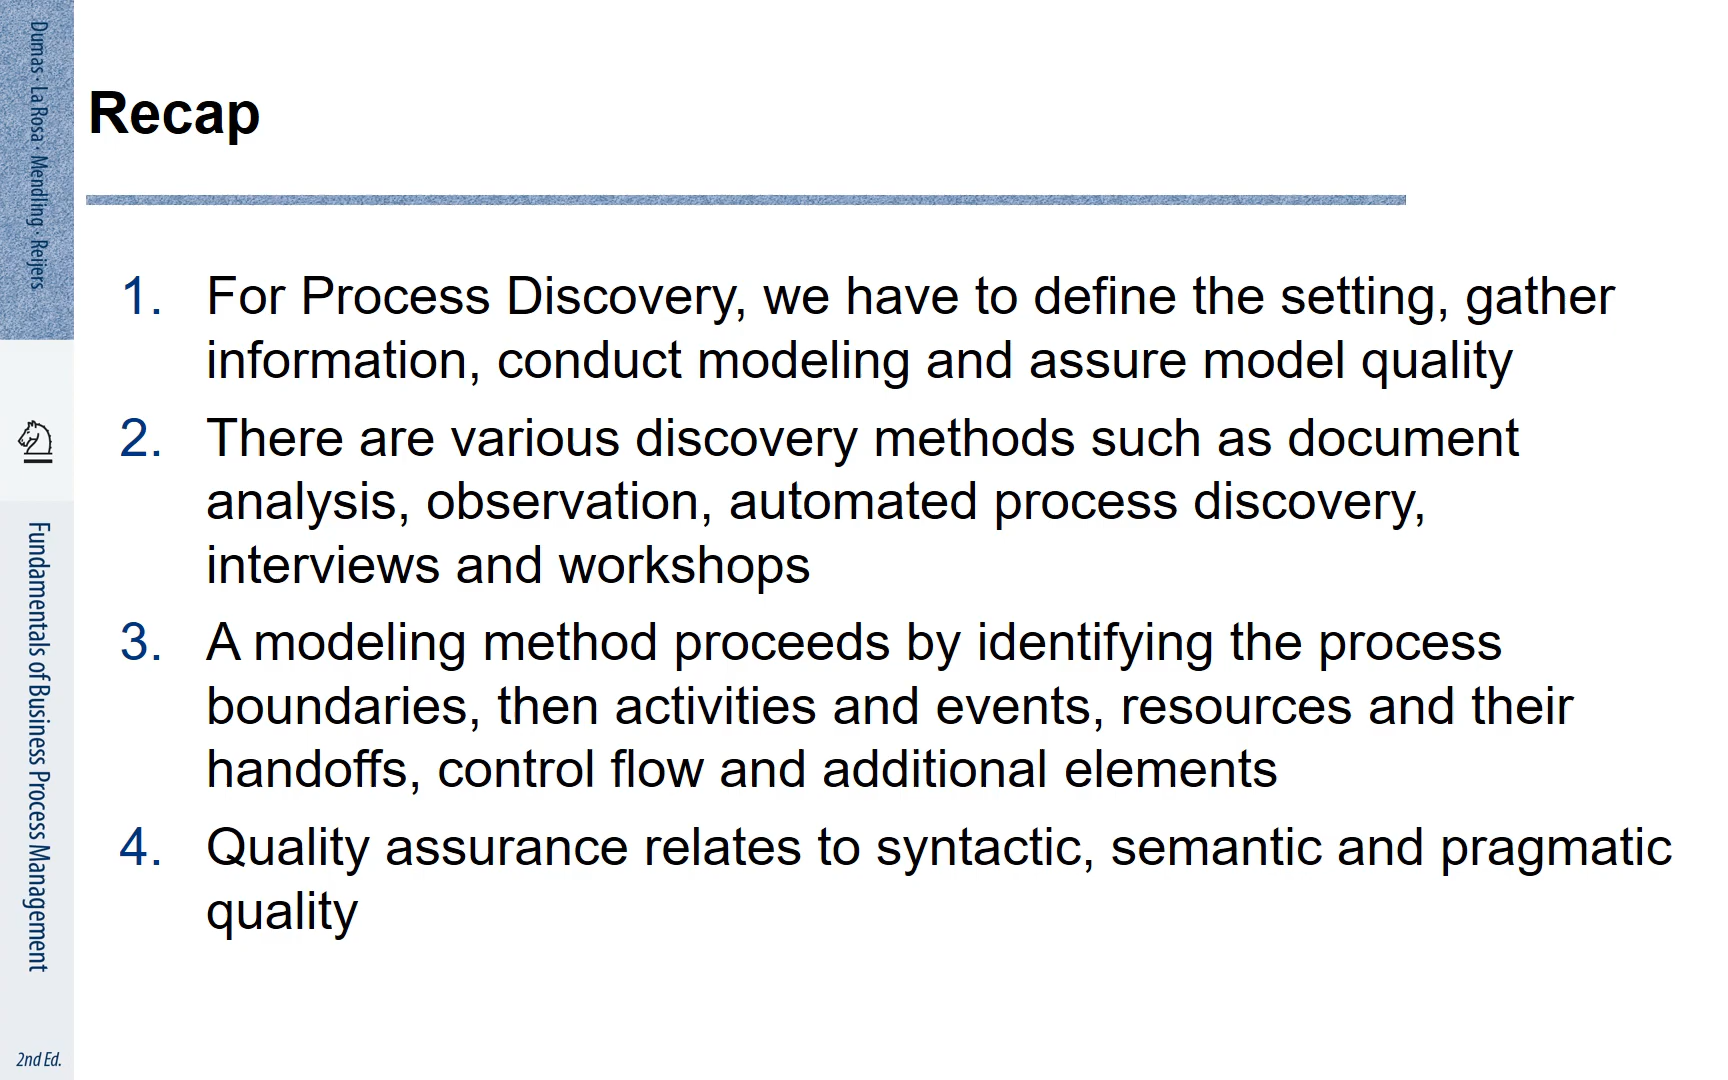 Dumas · La Rosa · Mendling · Reijers
Fundamentals of Business Process Management
2nd Ed.
Recap
1. For Process Discovery, we have to define the setting, gather
information, conduct modeling and assure model quality
2. There are various discovery methods such as document
analysis, observation, automated process discovery,
interviews and workshops
3. A modeling method proceeds by identifying the process
boundaries, then activities and events, resources and their
handoffs, control flow and additional elements
4. Quality assurance relates to syntactic, semantic and pragmatic
quality